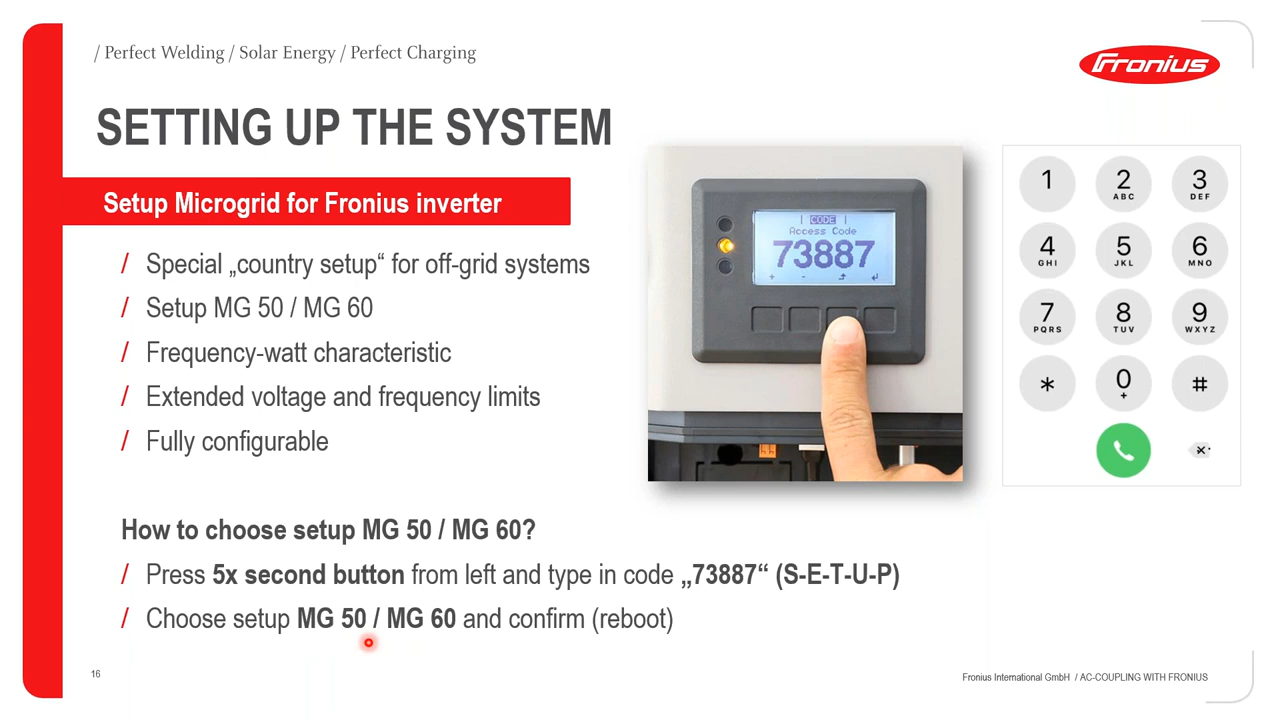 / Perfect Welding / Solar Energy / Perfect Charging
Fronius
SETTING UP THE SYSTEM
Setup Microgrid for Fronius inverter
/ Special „country setup“ for off-grid systems
/ Setup MG 50 / MG 60
/ Frequency-watt characteristic
/ Extended voltage and frequency limits
/ Fully configurable
CODE
Access Code
73887
+ -
1 2 3
ABC DEF
4 5 6
GHI JKL MNO
7 8 9
PQRS TUV WXYZ
* 0 #
+
How to choose setup MG 50 / MG 60?
/ Press 5x second button from left and type in code „73887“ (S-E-T-U-P)
/ Choose setup MG 50 / MG 60 and confirm (reboot)
16
Fronius International GmbH / AC-COUPLING WITH FRONIUS